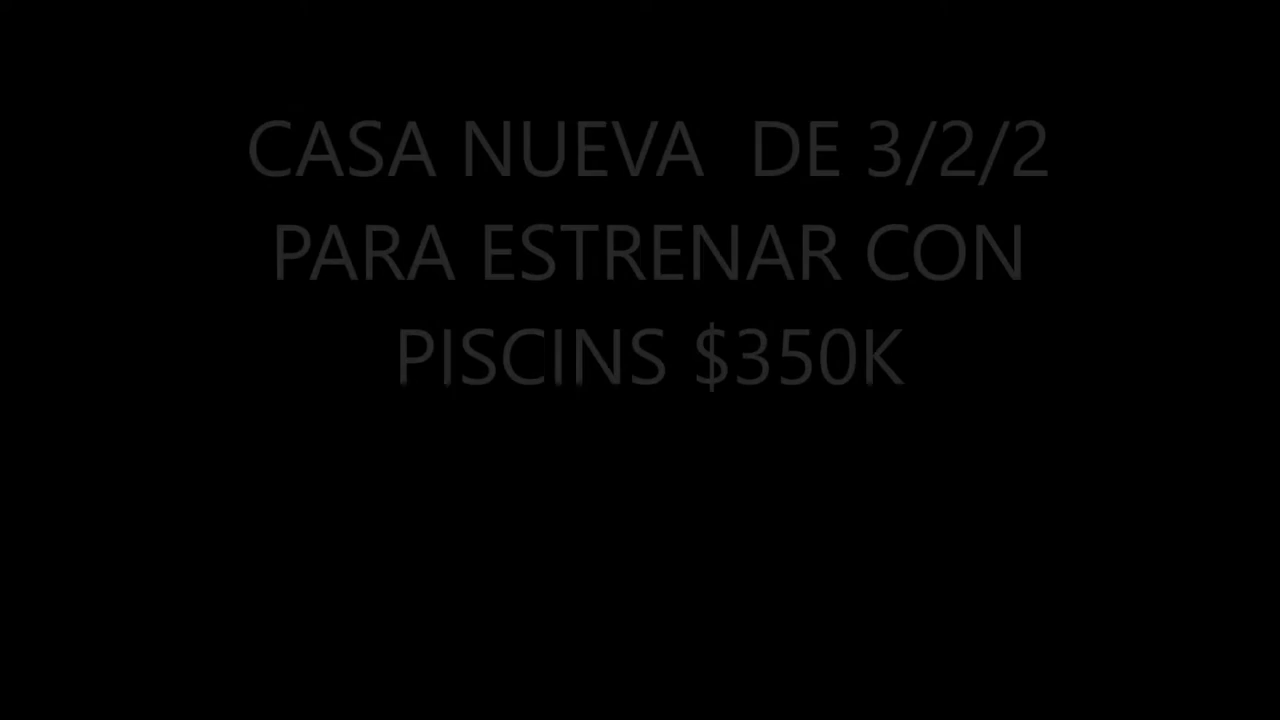 CASA NUEVA  DE 3/2/2
PARA ESTRENAR CON
PISCINS $350K